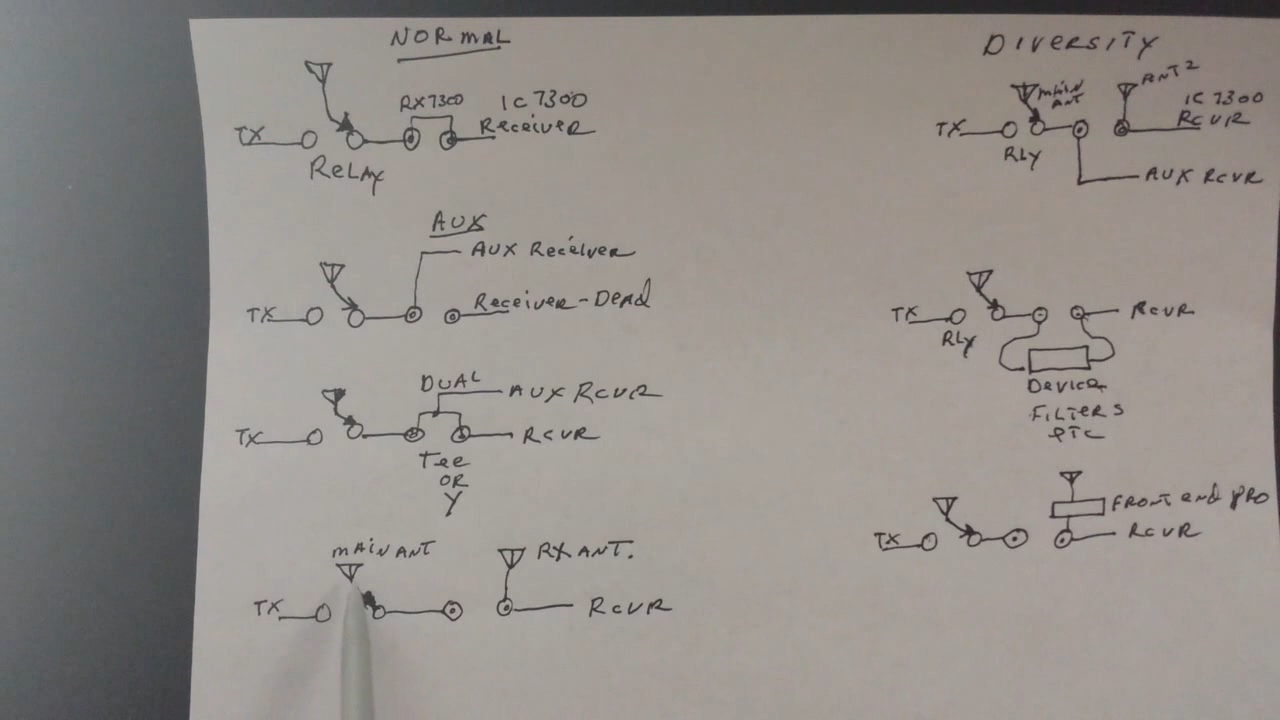 NORMAL
RX7300
IC7300
TX
Receiver
RELAY
AUX
AUX Receiver
TX
Receiver-Dead
DUAL
AUX RCVR
TX
RCVR
Tee
OR
Y
MAIN ANT
RX ANT.
TX
RCVR
DIVERSITY
MAIN
ANT
ANT 2
IC 7300
RCVR
TX
RLY
AUX RCVR
TX
RCVR
RLY
Device
FILTERS
etc
FRONT end PRO
TX
RCVR